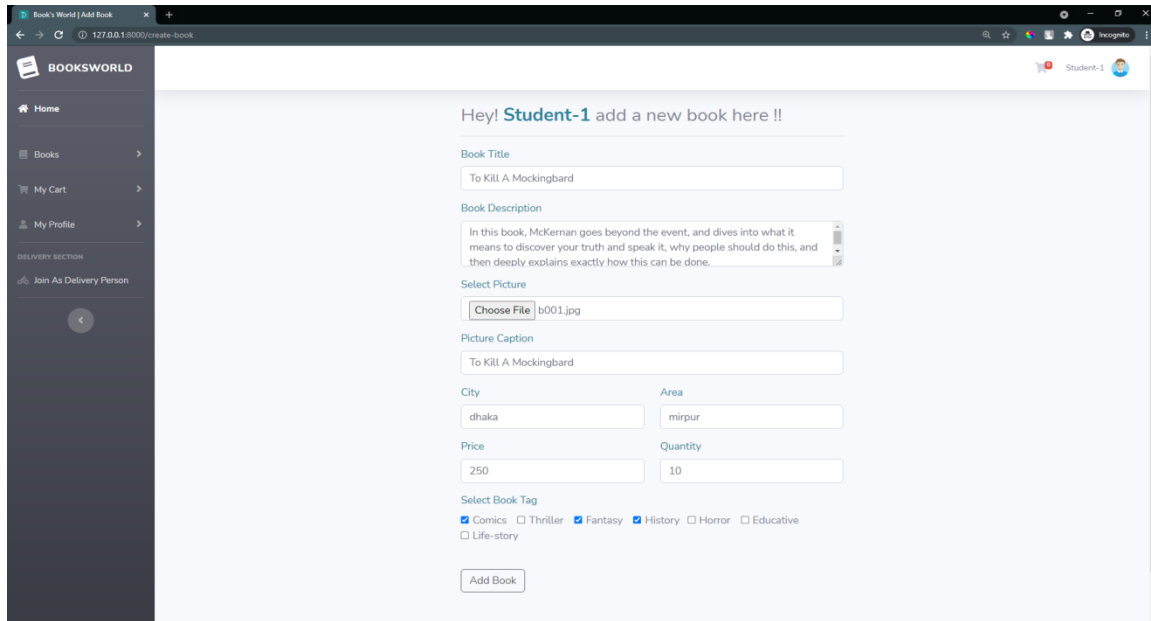 Book's World | Add Book
127.0.0.1:8000/create-book
Incognito
BOOKSWORLD
0
Student-1
Home
Books
My Cart
My Profile
DELIVERY SECTION
Join As Delivery Person
Hey! Student-1 add a new book here !!
Book Title
To Kill A Mockingbard
Book Description
In this book, McKernan goes beyond the event, and dives into what it
means to discover your truth and speak it, why people should do this, and
then deeply explains exactly how this can be done.
Select Picture
Choose File b001.jpg
Picture Caption
To Kill A Mockingbard
City Area
dhaka mirpur
Price Quantity
250 10
Select Book Tag
Comics Thriller Fantasy History Horror Educative
Life-story
Add Book